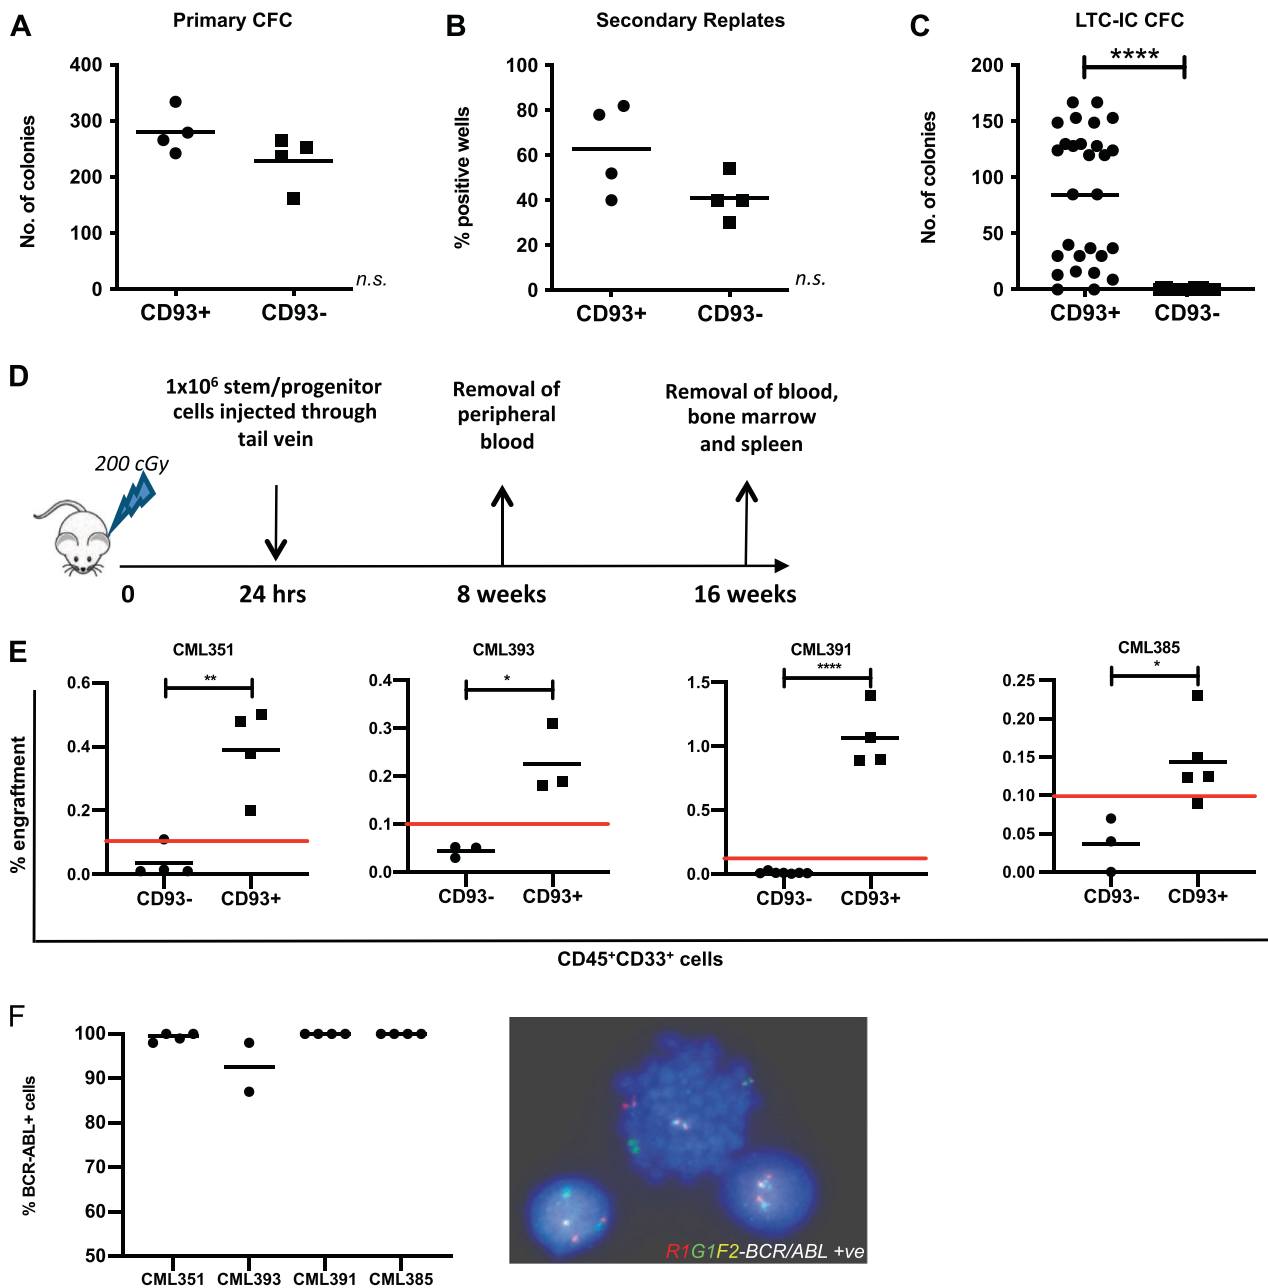 A
Primary CFC
No. of colonies
400
300
200
100
0
CD93+
CD93-
n.s.
B
Secondary Replates
% positive wells
100
80
60
40
20
0
CD93+
CD93-
n.s.
C
LTC-IC CFC
No. of colonies
200
150
100
50
0
****
CD93+
CD93-
D
200 cGy
1x10⁶ stem/progenitor
cells injected through
tail vein
Removal of
peripheral
blood
Removal of blood,
bone marrow
and spleen
0
24 hrs
8 weeks
16 weeks
E
% engraftment
CML351
**
0.6
0.4
0.2
0.0
CD93-
CD93+
CML393
*
0.4
0.3
0.2
0.1
0.0
CD93-
CD93+
CML391
****
1.5
1.0
0.5
0.0
CD93-
CD93+
CML385
*
0.25
0.20
0.15
0.10
0.05
0.00
CD93-
CD93+
CD45⁺CD33⁺ cells
F
% BCR-ABL+ cells
100
90
80
70
60
50
CML351
CML393
CML391
CML385
R1G1F2-BCR/ABL +ve